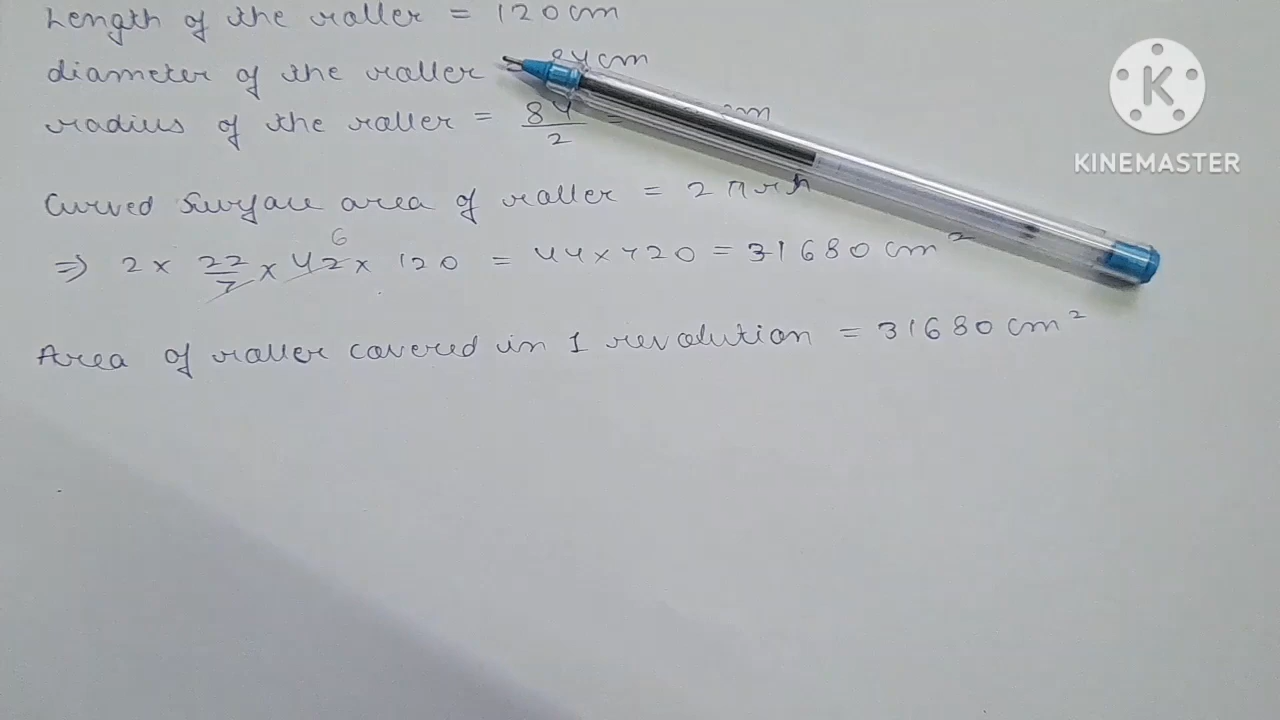 Length of the roller = 120 cm
diameter of the roller = 84 cm
radius of the roller = 84/2 = cm
Curved Surface area of roller = 2πrh
⇒ 2 × 22/7 × 42 6 × 120 = 44 × 720 = 31680 cm²
Area of roller covered in 1 revolution = 31680 cm²
K
KINEMASTER